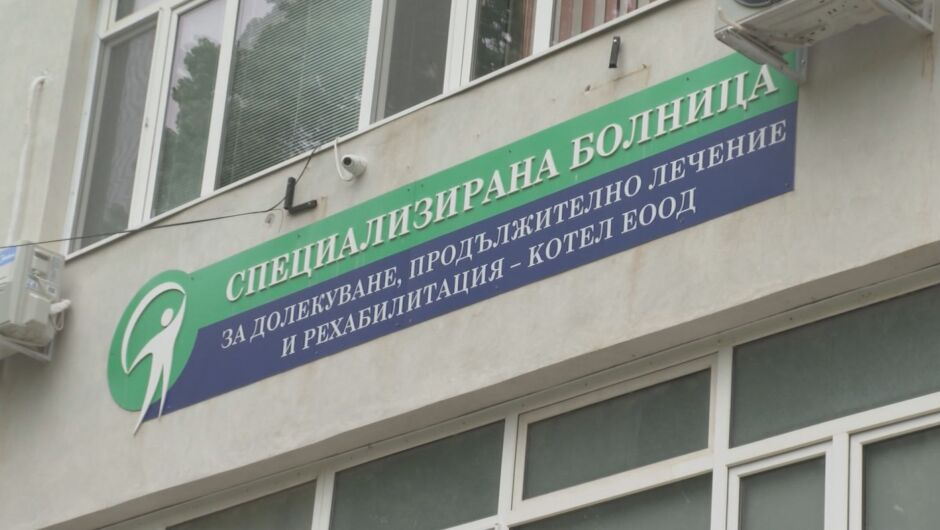 СПЕЦИАЛИЗИРАНА БОЛНИЦА
ЗА ДОЛЕКУВАНЕ, ПРОДЪЛЖИТЕЛНО ЛЕЧЕНИЕ
И РЕХАБИЛИТАЦИЯ – КОТЕЛ ЕООД